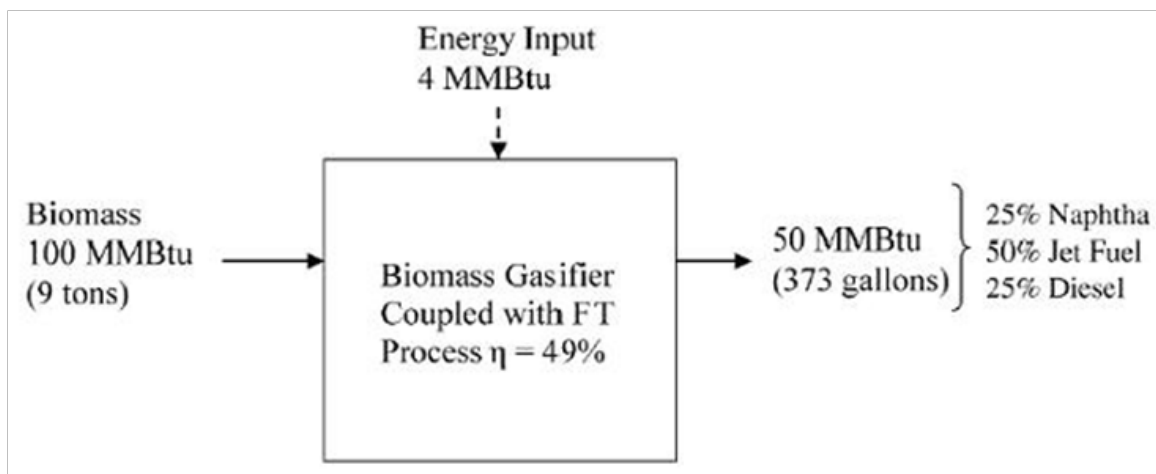 Energy Input
4 MMBtu
Biomass
100 MMBtu
(9 tons)
Biomass Gasifier
Coupled with FT
Process η = 49%
50 MMBtu
(373 gallons)
25% Naphtha
50% Jet Fuel
25% Diesel